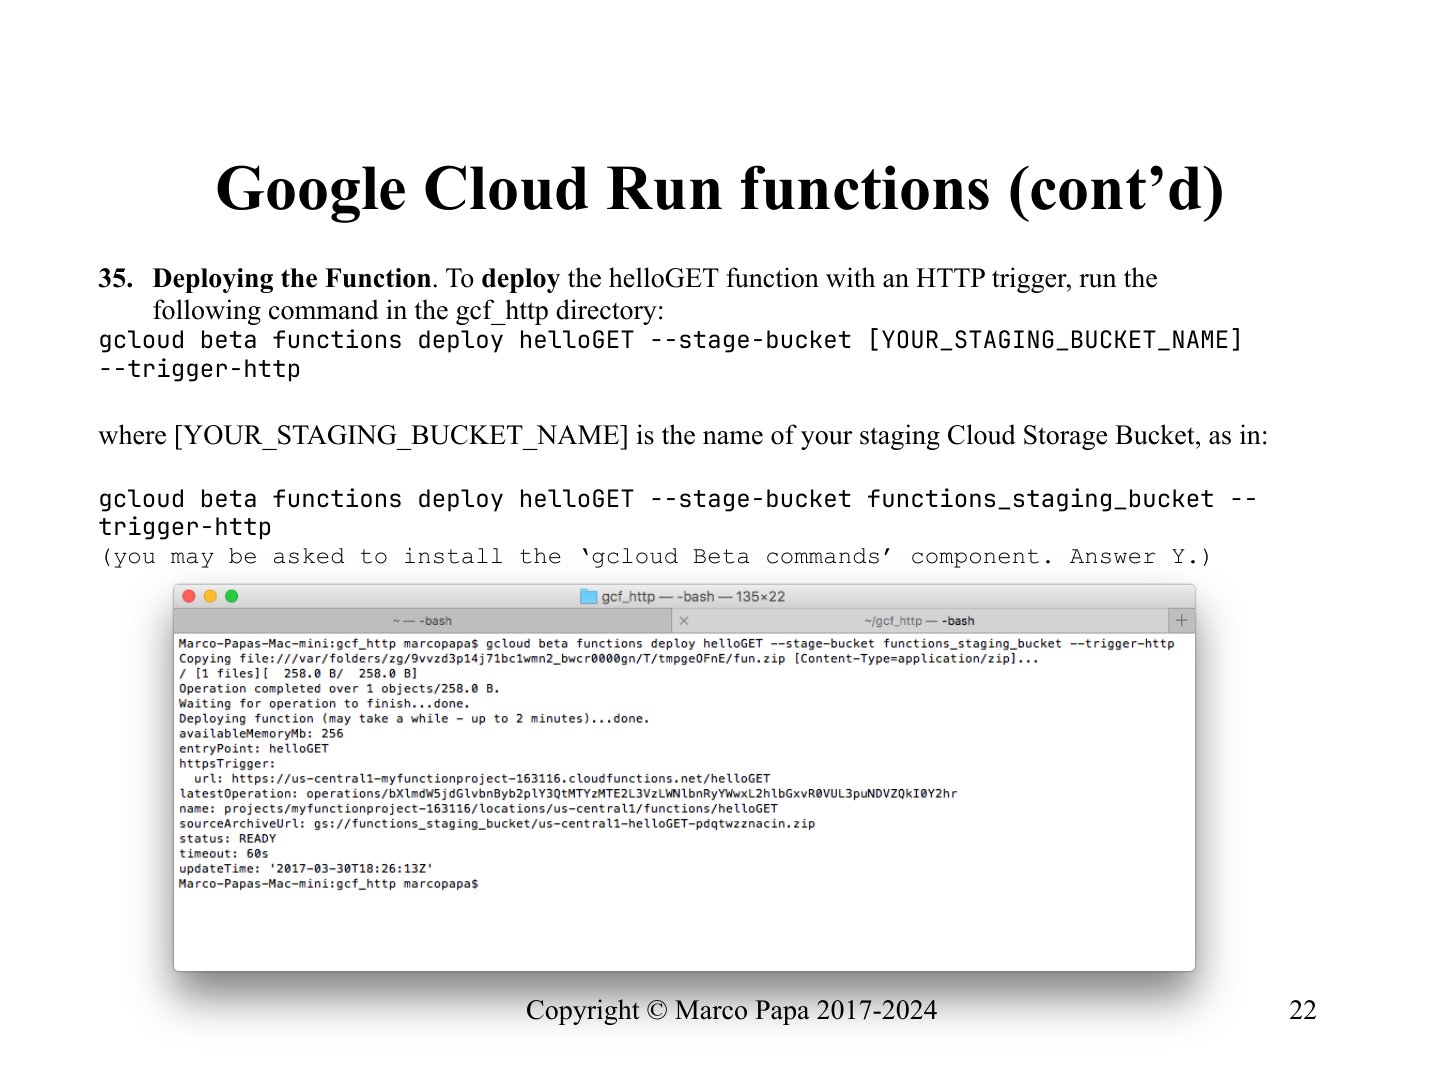 Google Cloud Run functions (cont’d)
35. Deploying the Function. To deploy the helloGET function with an HTTP trigger, run the
following command in the gcf_http directory:
gcloud beta functions deploy helloGET --stage-bucket [YOUR_STAGING_BUCKET_NAME]
--trigger-http
where [YOUR_STAGING_BUCKET_NAME] is the name of your staging Cloud Storage Bucket, as in:
gcloud beta functions deploy helloGET --stage-bucket functions_staging_bucket --
trigger-http
(you may be asked to install the ‘gcloud Beta commands’ component. Answer Y.)
gcf_http — -bash — 135×22
~ — -bash
~/gcf_http — -bash
Marco-Papas-Mac-mini:gcf_http marcopapa$ gcloud beta functions deploy helloGET --stage-bucket functions_staging_bucket --trigger-http
Copying file:///var/folders/zg/9vvzd3p14j71bc1wmn2_bwcr0000gn/T/tmpgeOFnE/fun.zip [Content-Type=application/zip]...
/ [1 files][  258.0 B/  258.0 B]
Operation completed over 1 objects/258.0 B.
Waiting for operation to finish...done.
Deploying function (may take a while - up to 2 minutes)...done.
availableMemoryMb: 256
entryPoint: helloGET
httpsTrigger:
  url: https://us-central1-myfunctionproject-163116.cloudfunctions.net/helloGET
latestOperation: operations/bXlmdW5jdGlvbnByb2plY3QtMTYzMTE2L3VzLWNlbnRyYWwxL2hlbGxvR0VUL3puNDVZQkI0Y2hr
name: projects/myfunctionproject-163116/locations/us-central1/functions/helloGET
sourceArchiveUrl: gs://functions_staging_bucket/us-central1-helloGET-pdqtwzznacin.zip
status: READY
timeout: 60s
updateTime: '2017-03-30T18:26:13Z'
Marco-Papas-Mac-mini:gcf_http marcopapa$
Copyright © Marco Papa 2017-2024
22